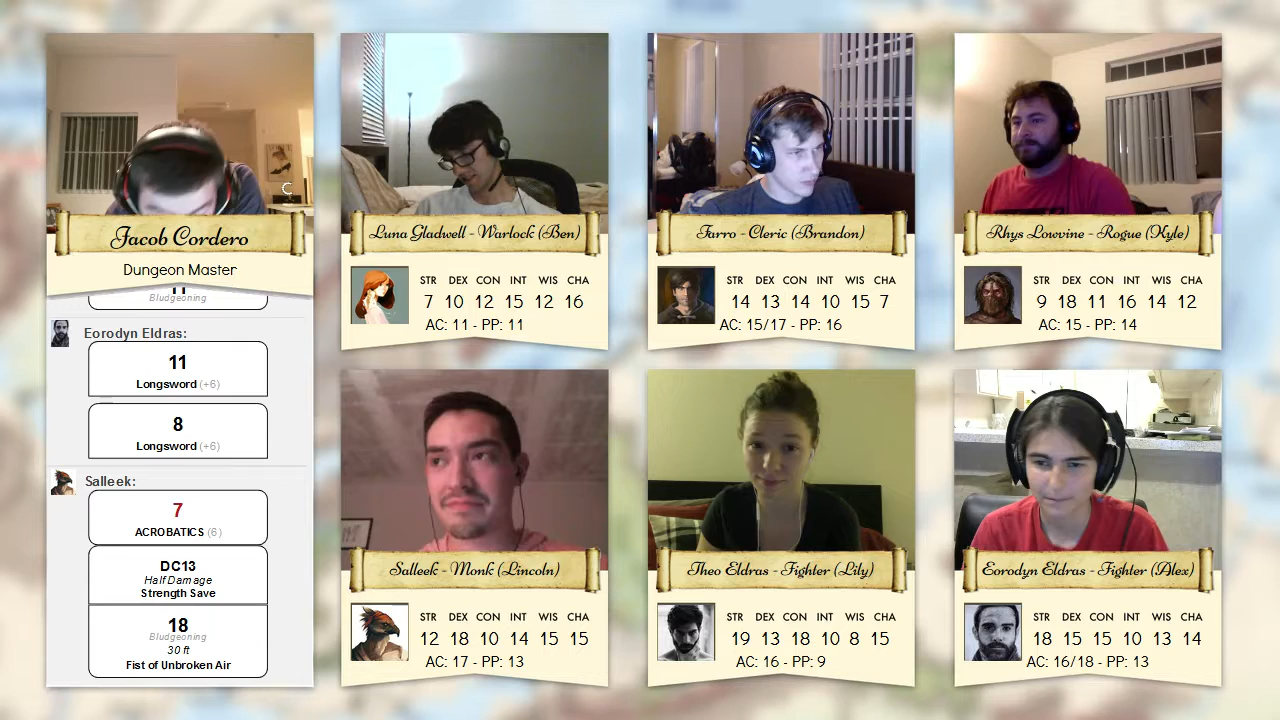 Jacob Cordero
Dungeon Master
11
Bludgeoning
Eorodyn Eldras:
11
Longsword (+6)
8
Longsword (+6)
Salleek:
7
ACROBATICS (6)
DC13
Half Damage
Strength Save
18
Bludgeoning
30 ft
Fist of Unbroken Air
Luna Gladwell - Warlock (Ben)
STR DEX CON INT WIS CHA
7 10 12 15 12 16
AC: 11 - PP: 11
Farro - Cleric (Brandon)
STR DEX CON INT WIS CHA
14 13 14 10 15 7
AC: 15/17 - PP: 16
Rhys Lowvine - Rogue (Kyle)
STR DEX CON INT WIS CHA
9 18 11 16 14 12
AC: 15 - PP: 14
Salleek - Monk (Lincoln)
STR DEX CON INT WIS CHA
12 18 10 14 15 15
AC: 17 - PP: 13
Theo Eldras - Fighter (Lily)
STR DEX CON INT WIS CHA
19 13 18 10 8 15
AC: 16 - PP: 9
Eorodyn Eldras - Fighter (Alex)
STR DEX CON INT WIS CHA
18 15 15 10 13 14
AC: 16/18 - PP: 13